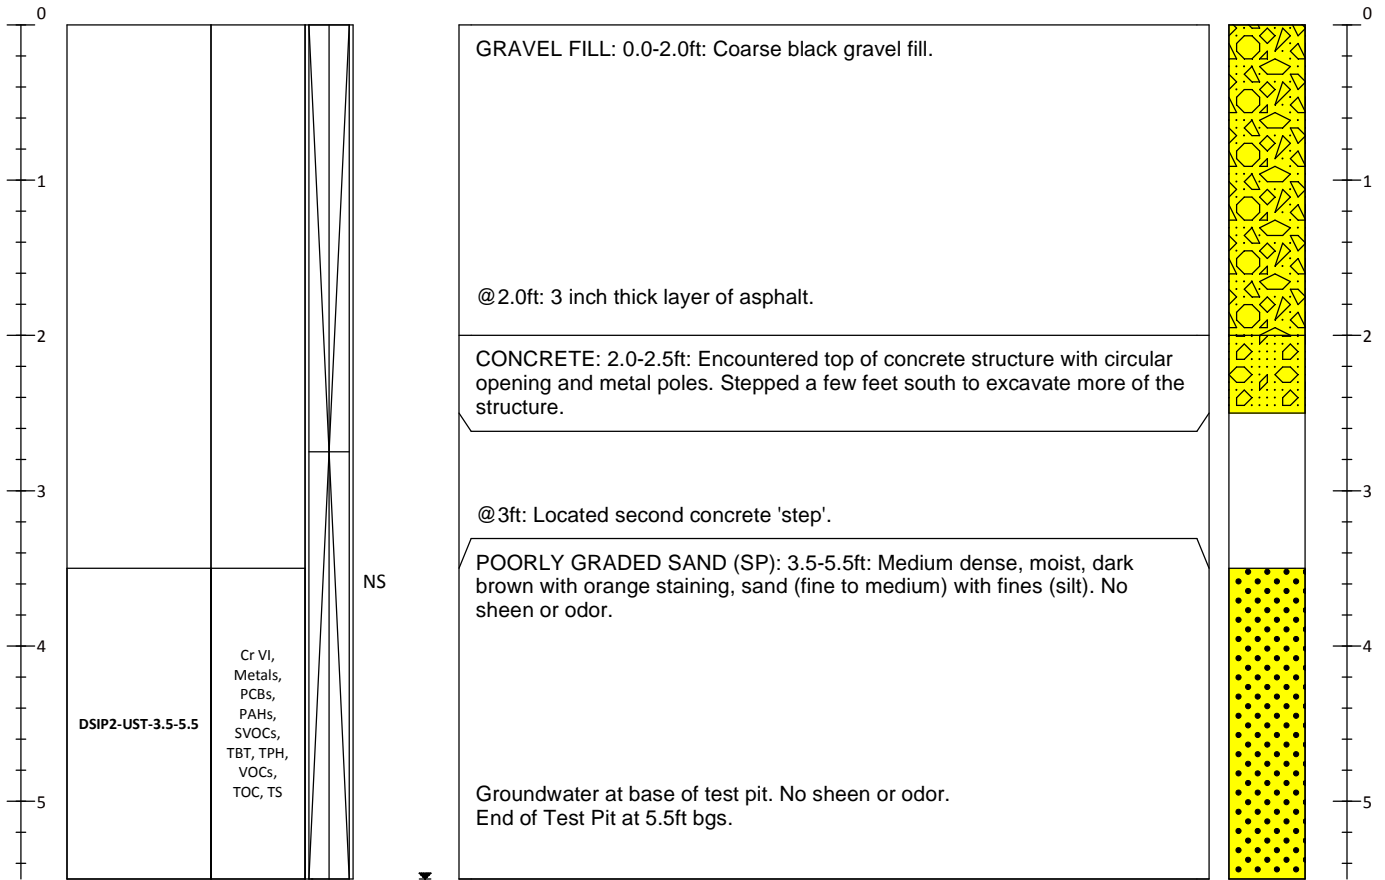 0
0
GRAVEL FILL: 0.0-2.0ft: Coarse black gravel fill.
1
1
@2.0ft: 3 inch thick layer of asphalt.
2
2
CONCRETE: 2.0-2.5ft: Encountered top of concrete structure with circular
opening and metal poles. Stepped a few feet south to excavate more of the
structure.
3
3
@3ft: Located second concrete 'step'.
POORLY GRADED SAND (SP): 3.5-5.5ft: Medium dense, moist, dark
brown with orange staining, sand (fine to medium) with fines (silt). No
sheen or odor.
NS
4
4
Cr VI,
Metals,
PCBs,
PAHs,
SVOCs,
TBT, TPH,
VOCs,
TOC, TS
DSIP2-UST-3.5-5.5
5
5
Groundwater at base of test pit. No sheen or odor.
End of Test Pit at 5.5ft bgs.